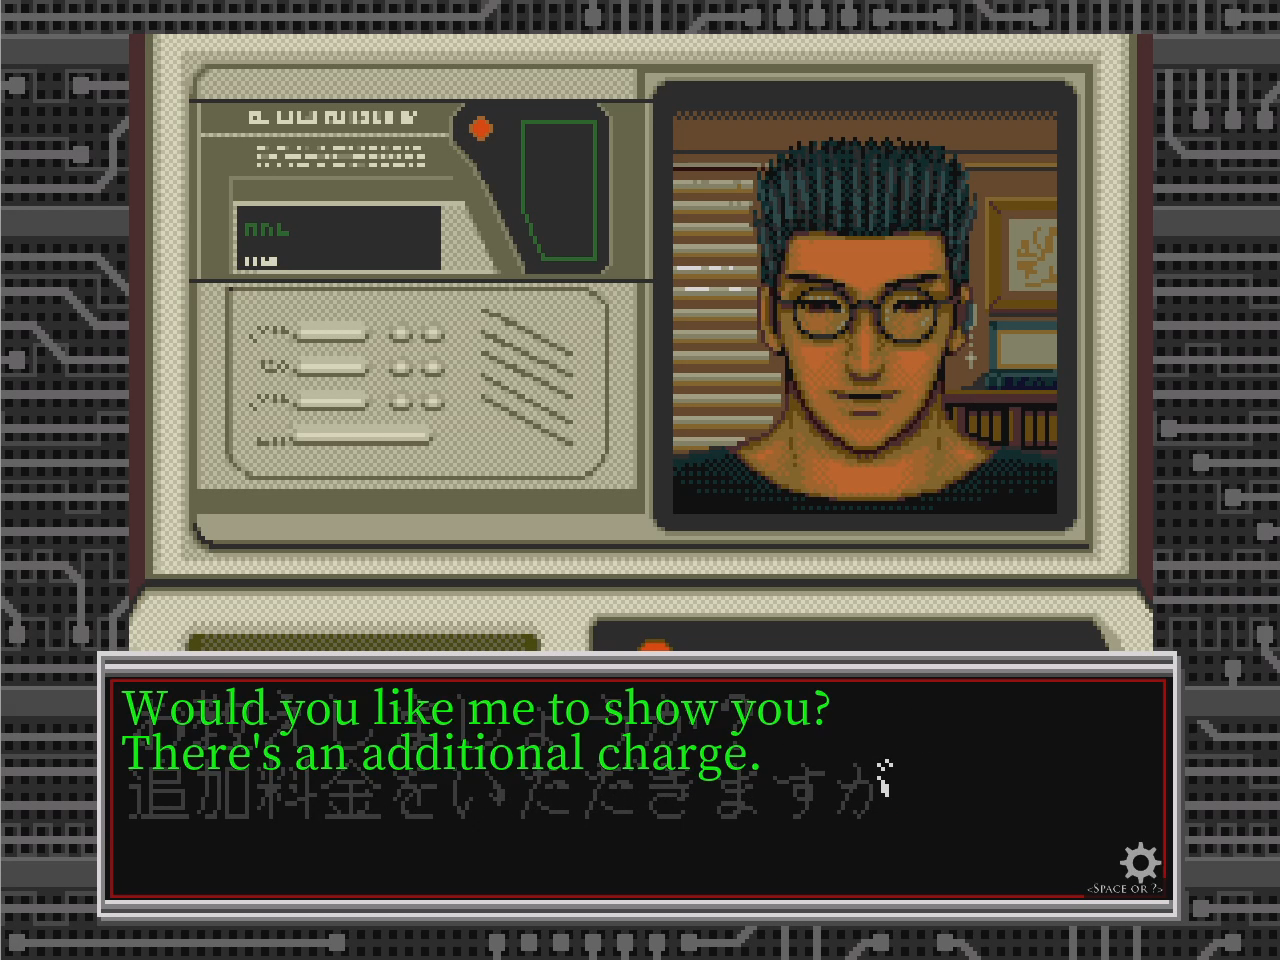 Would you like me to show you?
There's an additional charge.
追加料金をいただきますが
<SPACE OR ?>